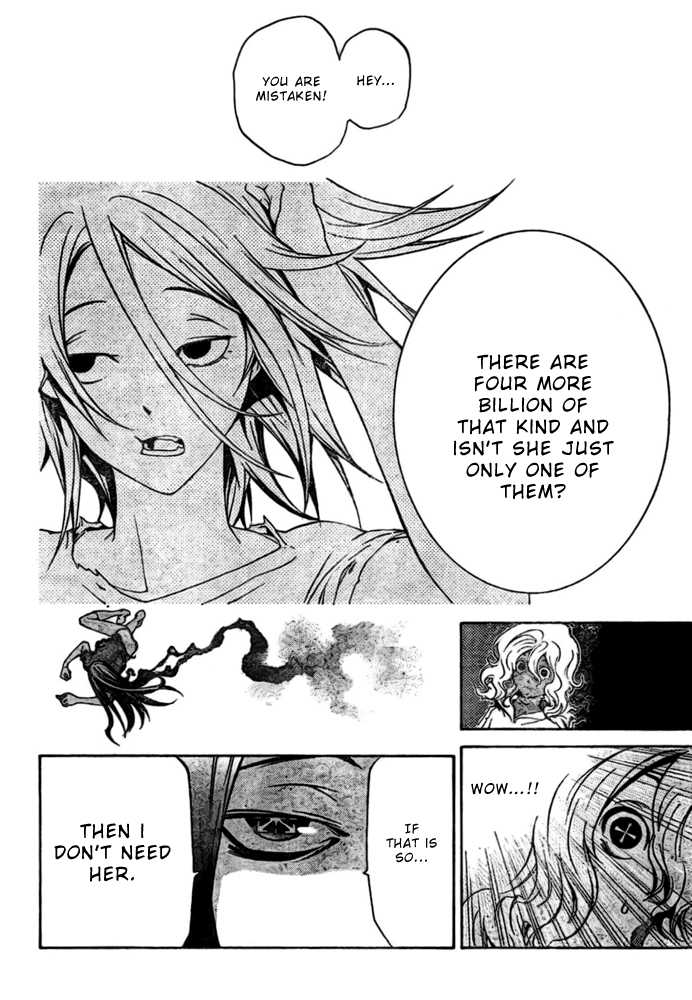 HEY...
YOU ARE
MISTAKEN!
THERE ARE
FOUR MORE
BILLION OF
THAT KIND AND
ISN'T SHE JUST
ONLY ONE OF
THEM?
WOW...!!
IF
THAT IS
SO...
THEN I
DON'T NEED
HER.